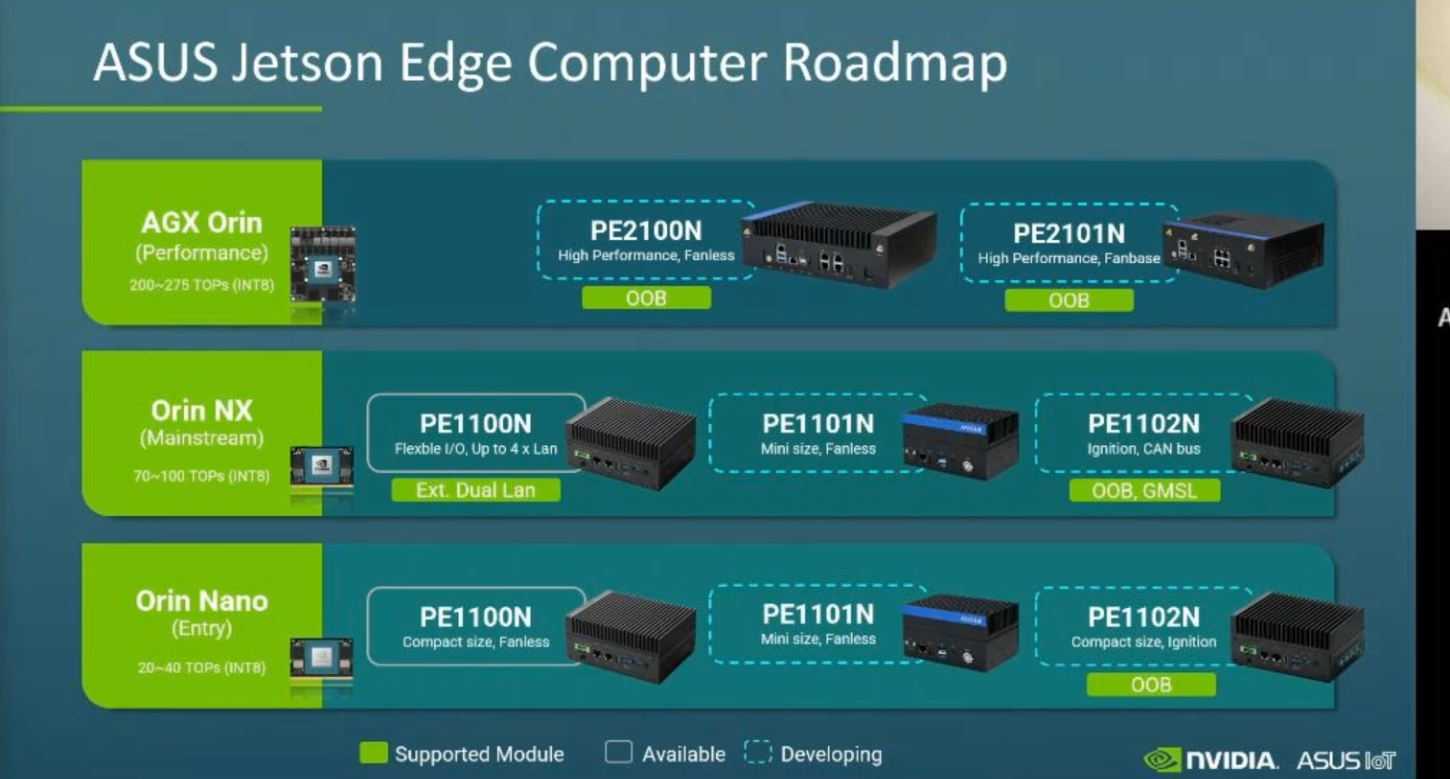 ASUS Jetson Edge Computer Roadmap
AGX Orin
(Performance)
200~275 TOPs (INT8)
PE2100N
High Performance, Fanless
OOB
PE2101N
High Performance, Fanbase
OOB
Orin NX
(Mainstream)
70~100 TOPs (INT8)
PE1100N
Flexble I/O, Up to 4 x Lan
Ext. Dual Lan
PE1101N
Mini size, Fanless
PE1102N
Ignition, CAN bus
OOB, GMSL
Orin Nano
(Entry)
20~40 TOPs (INT8)
PE1100N
Compact size, Fanless
PE1101N
Mini size, Fanless
PE1102N
Compact size, Ignition
OOB
Supported Module
Available
Developing
NVIDIA.
ASUS IoT
A